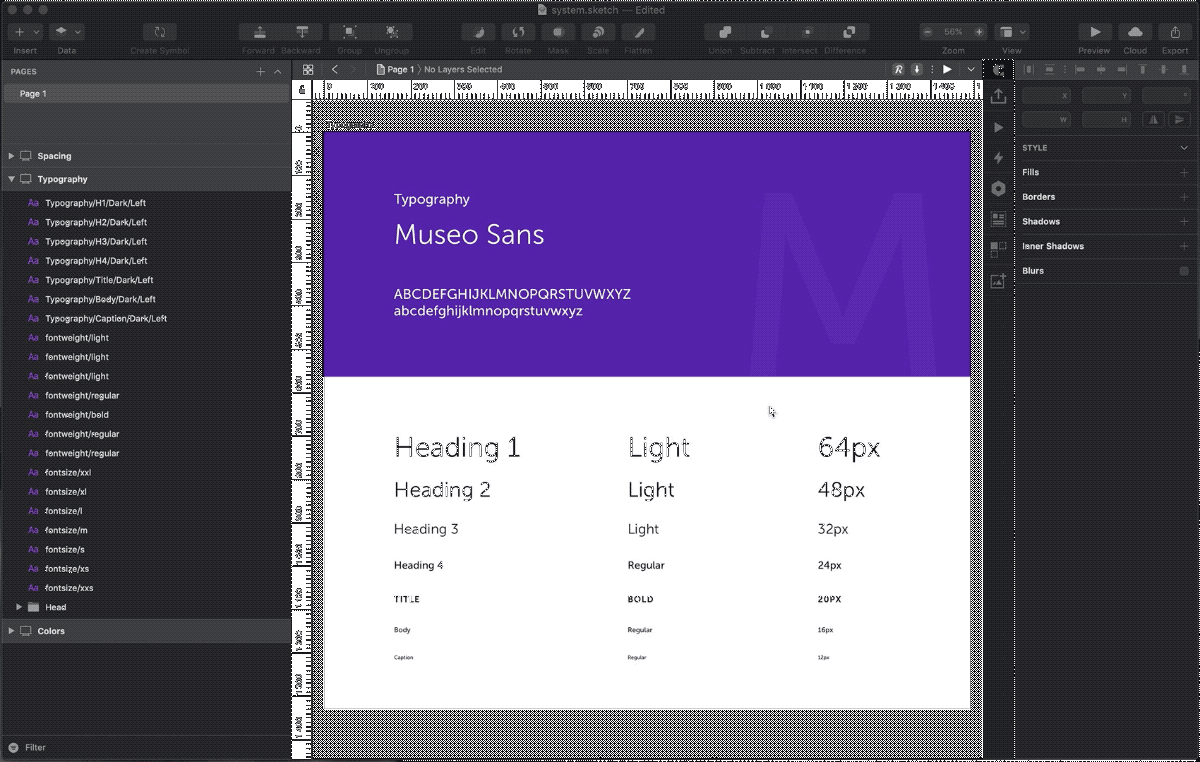 system.sketch — Edited
Insert Data Create Symbol Forward Backward Group Ungroup Edit Rotate Mask Scale Flatten Union Subtract Intersect Difference 56% Zoom View Preview Cloud Export
PAGES
Page 1
Page 1 No Layers Selected
X Y °
W H
Spacing
Typography
Typography/H1/Dark/Left
Typography/H2/Dark/Left
Typography/H3/Dark/Left
Typography/H4/Dark/Left
Typography/Title/Dark/Left
Typography/Body/Dark/Left
Typography/Caption/Dark/Left
fontweight/light
fontweight/light
fontweight/light
fontweight/regular
fontweight/bold
fontweight/regular
fontweight/regular
fontsize/xxl
fontsize/xl
fontsize/l
fontsize/m
fontsize/s
fontsize/xs
fontsize/xxs
Head
Colors
Filter
Typography
Museo Sans
ABCDEFGHIJKLMNOPQRSTUVWXYZ
abcdefghijklmnopqrstuvwxyz
M
Heading 1 Light 64px
Heading 2 Light 48px
Heading 3 Light 32px
Heading 4 Regular 24px
TITLE BOLD 20PX
Body Regular 16px
Caption Regular 12px
STYLE
Fills
Borders
Shadows
Inner Shadows
Blurs